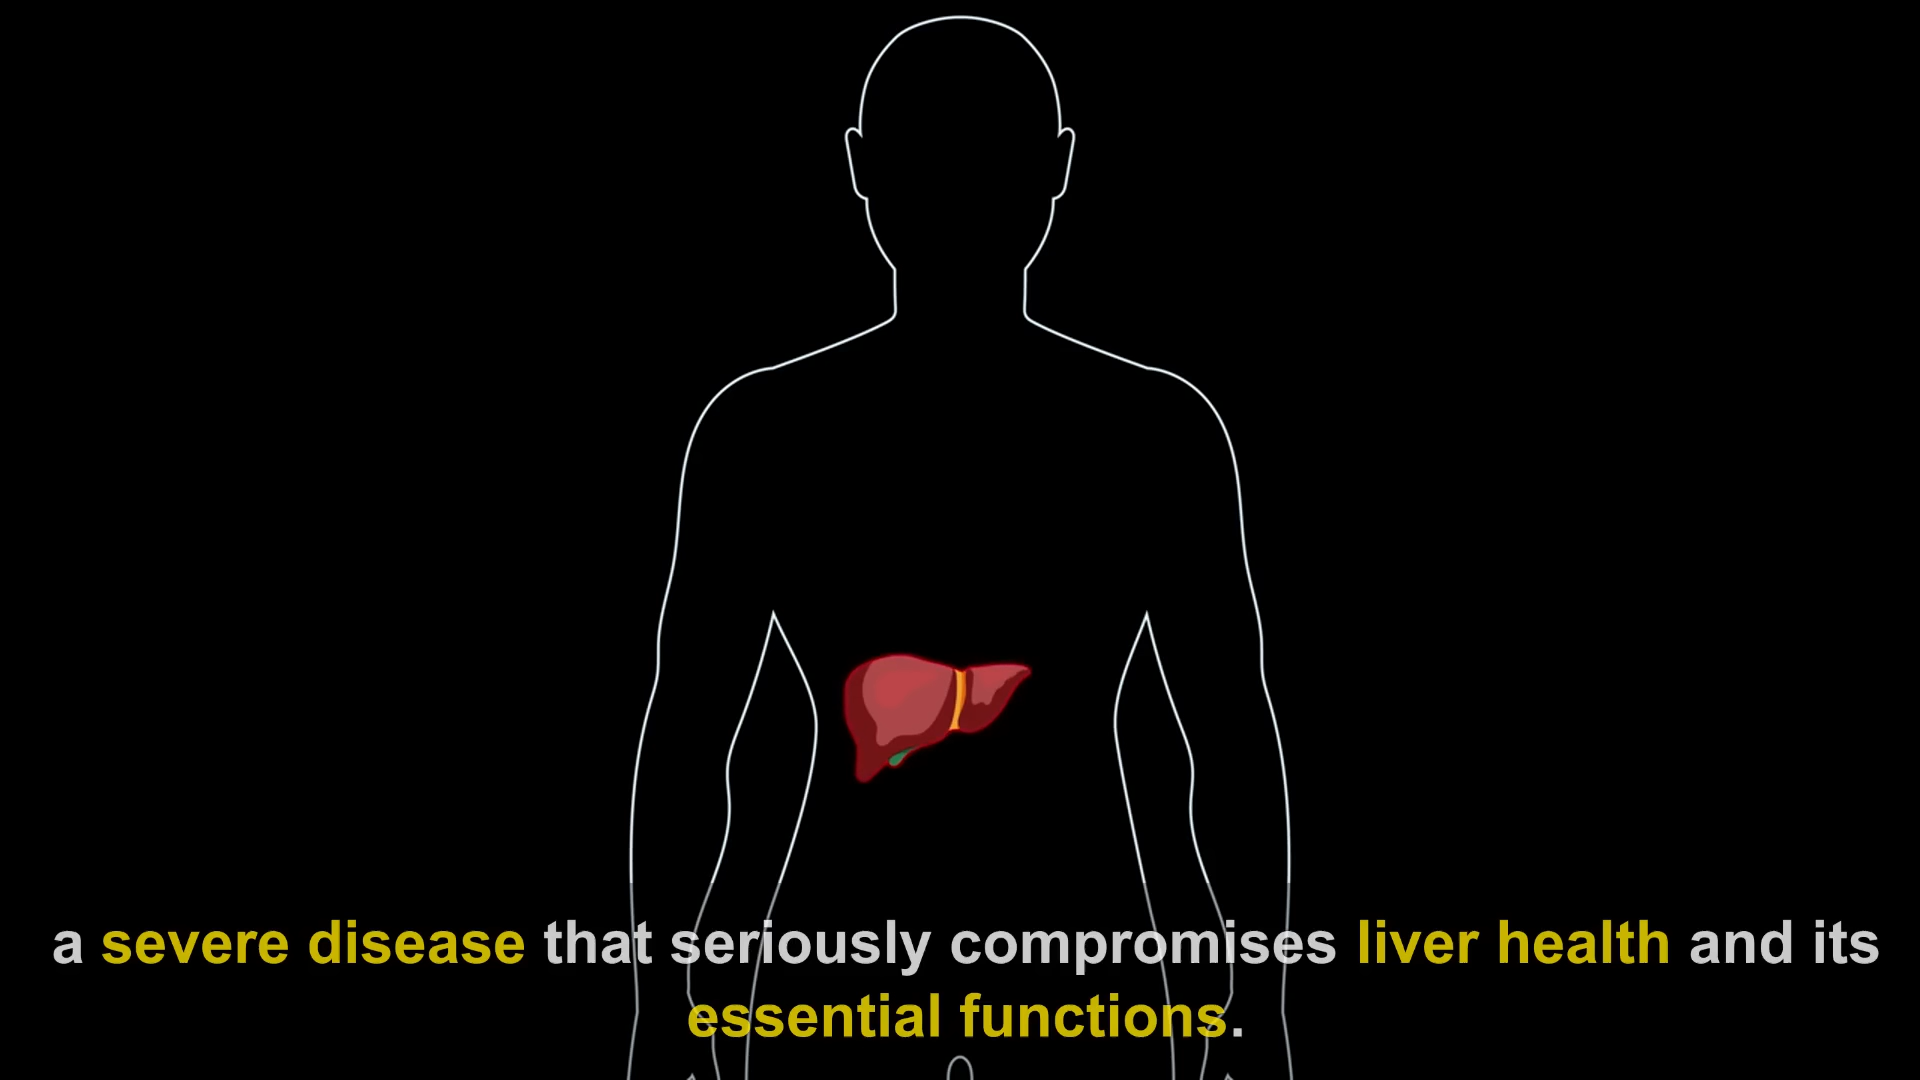 a severe disease that seriously compromises liver health and its
essential functions.